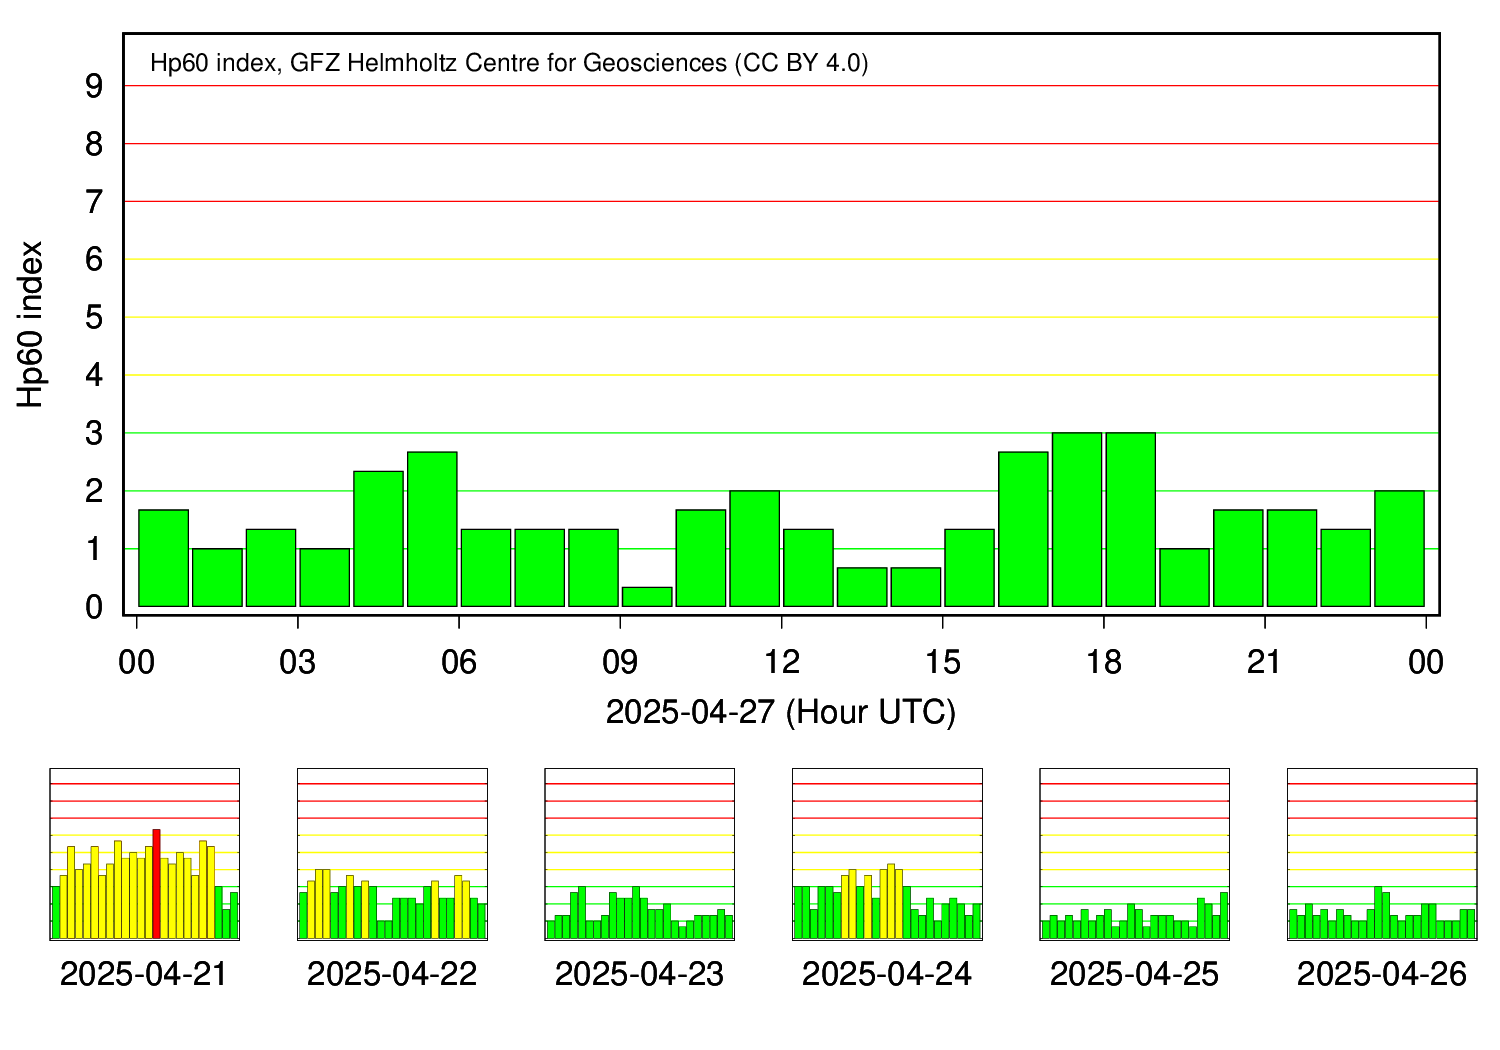 Hp60 index, GFZ Helmholtz Centre for Geosciences (CC BY 4.0)
Hp60 index
9
8
7
6
5
4
3
2
1
0
00 03 06 09 12 15 18 21 00
2025-04-27 (Hour UTC)
2025-04-21 2025-04-22 2025-04-23 2025-04-24 2025-04-25 2025-04-26